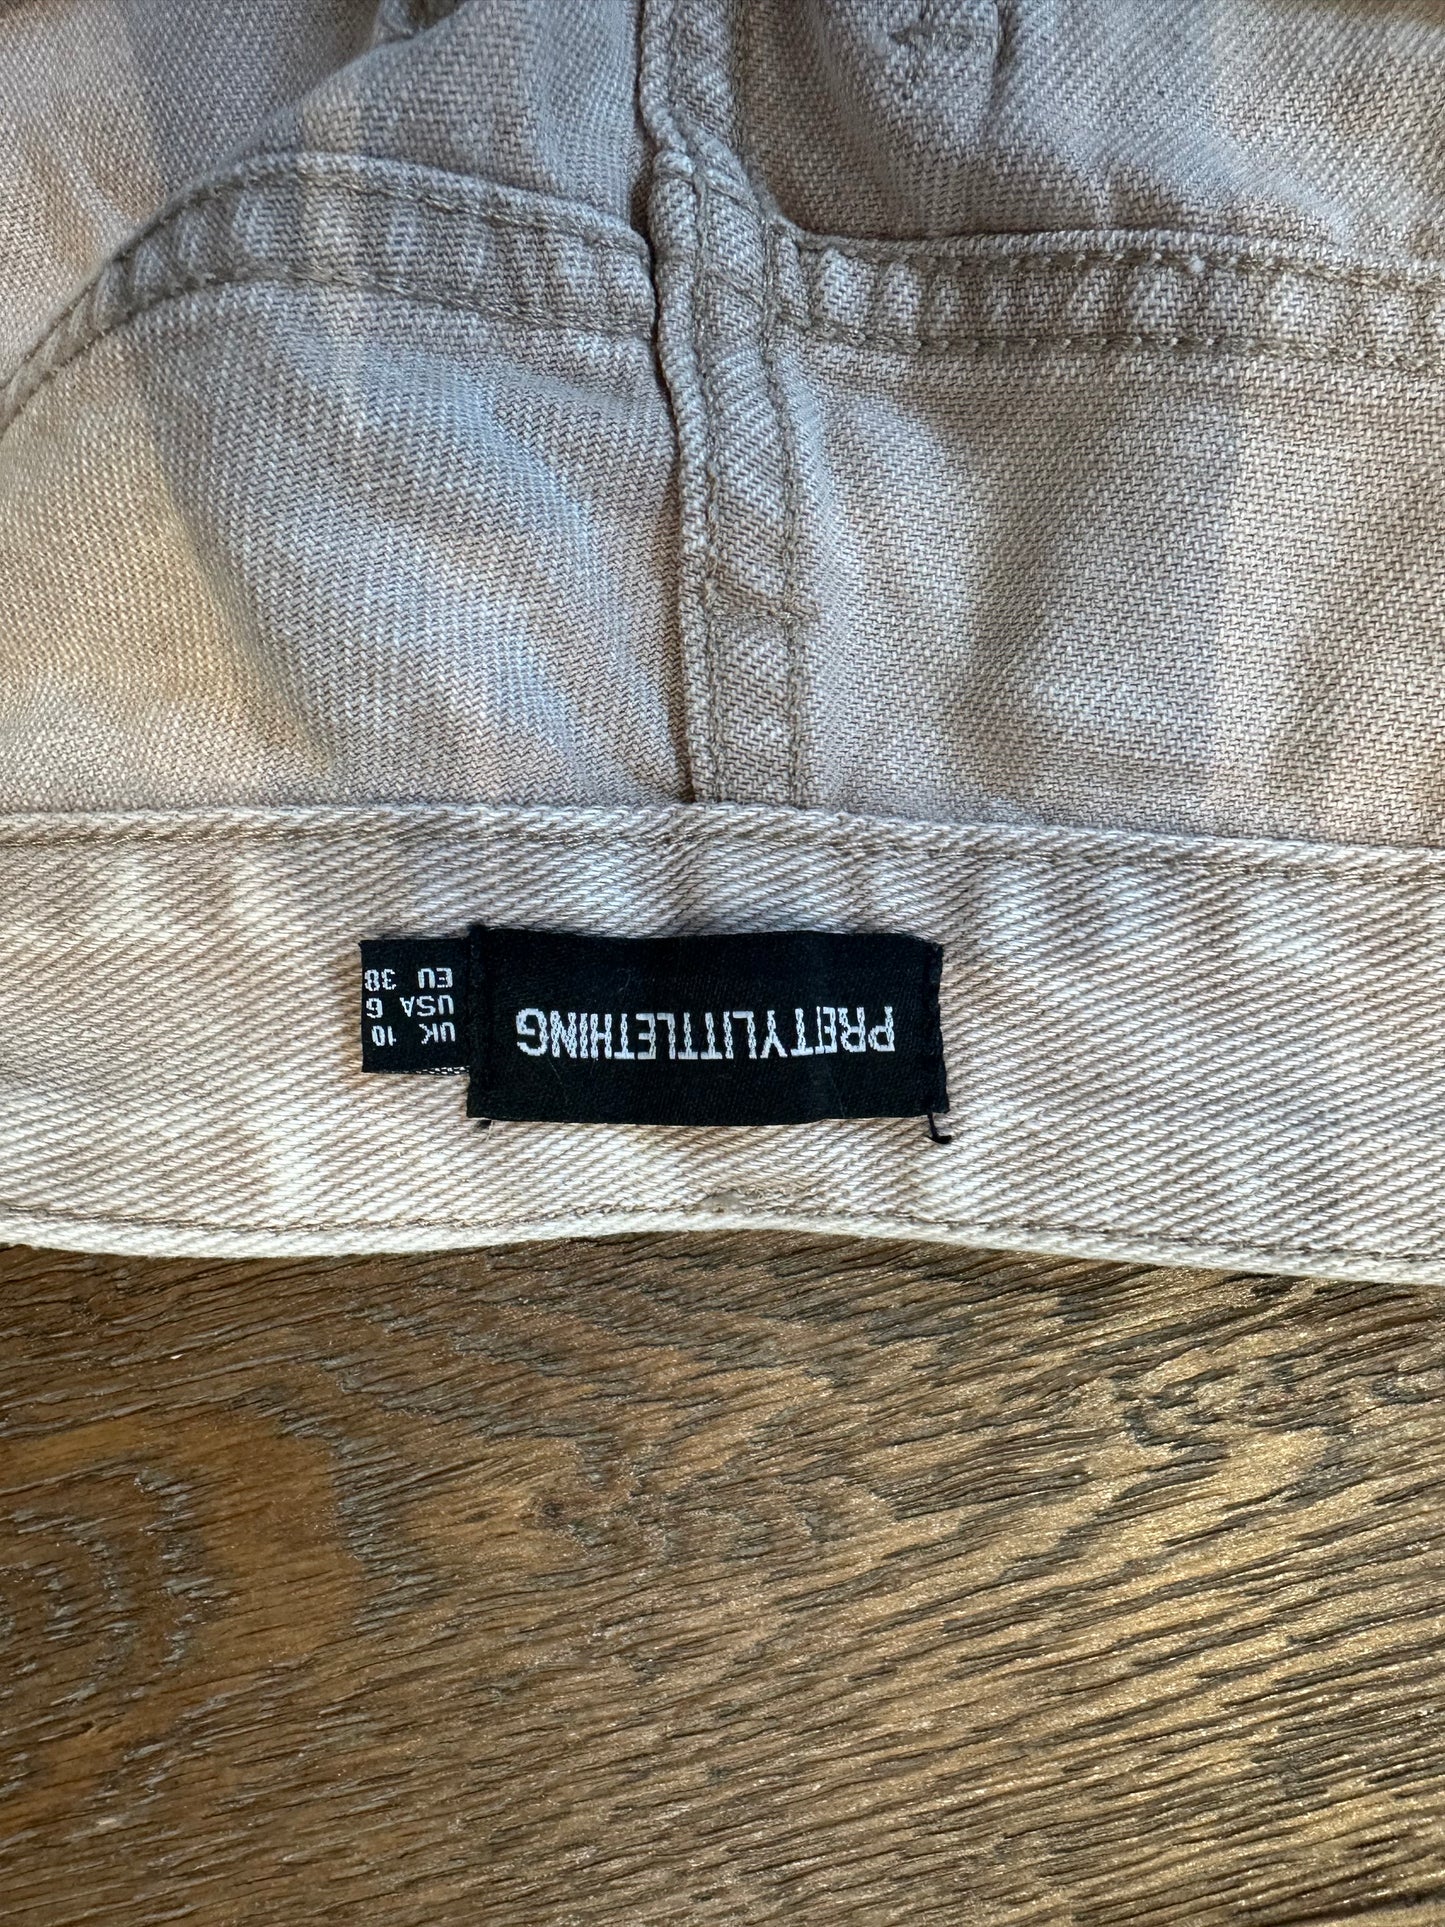 PRETTYLITTLETHING
UK 10
USA 6
EU 38